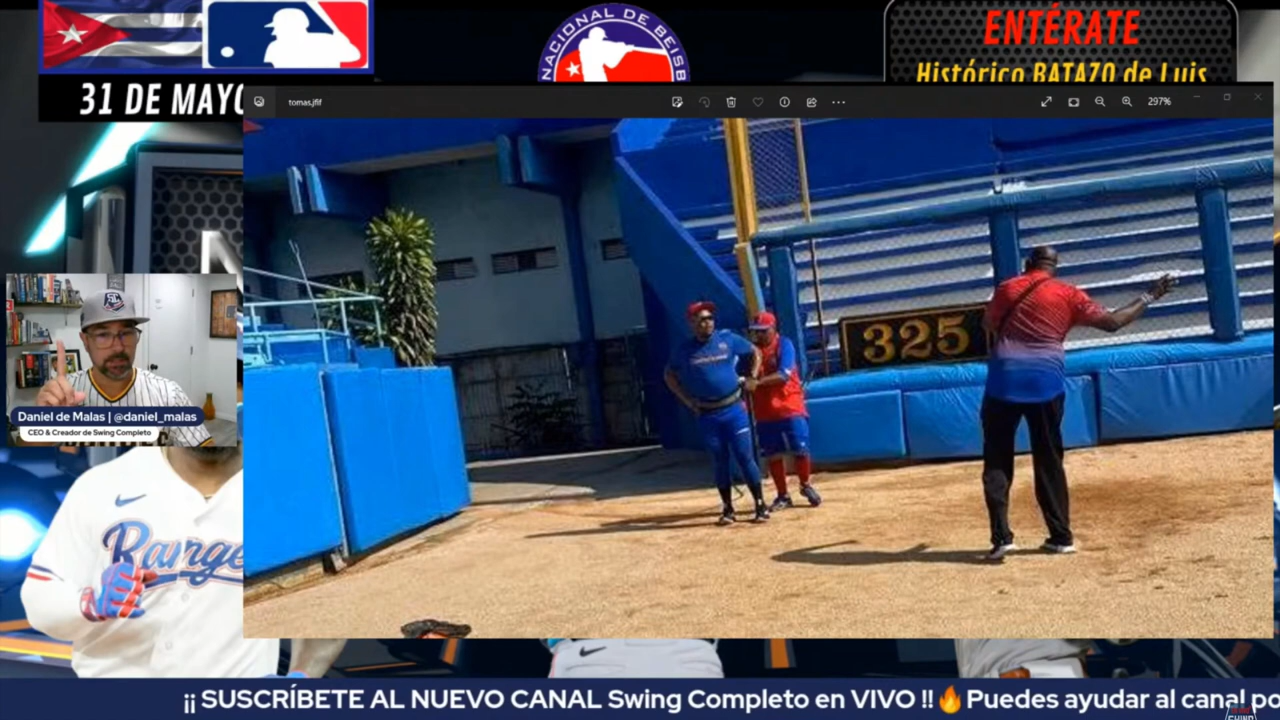 NACIONAL DE BEISB
ENTÉRATE
Histórico BATAZO de Luis
31 DE MAYO
tomas.jfif
297%
325
Daniel de Malas | @daniel_malas
CEO & Creador de Swing Completo
¡¡ SUSCRÍBETE AL NUEVO CANAL Swing Completo en VIVO !! 🔥 Puedes ayudar al canal po